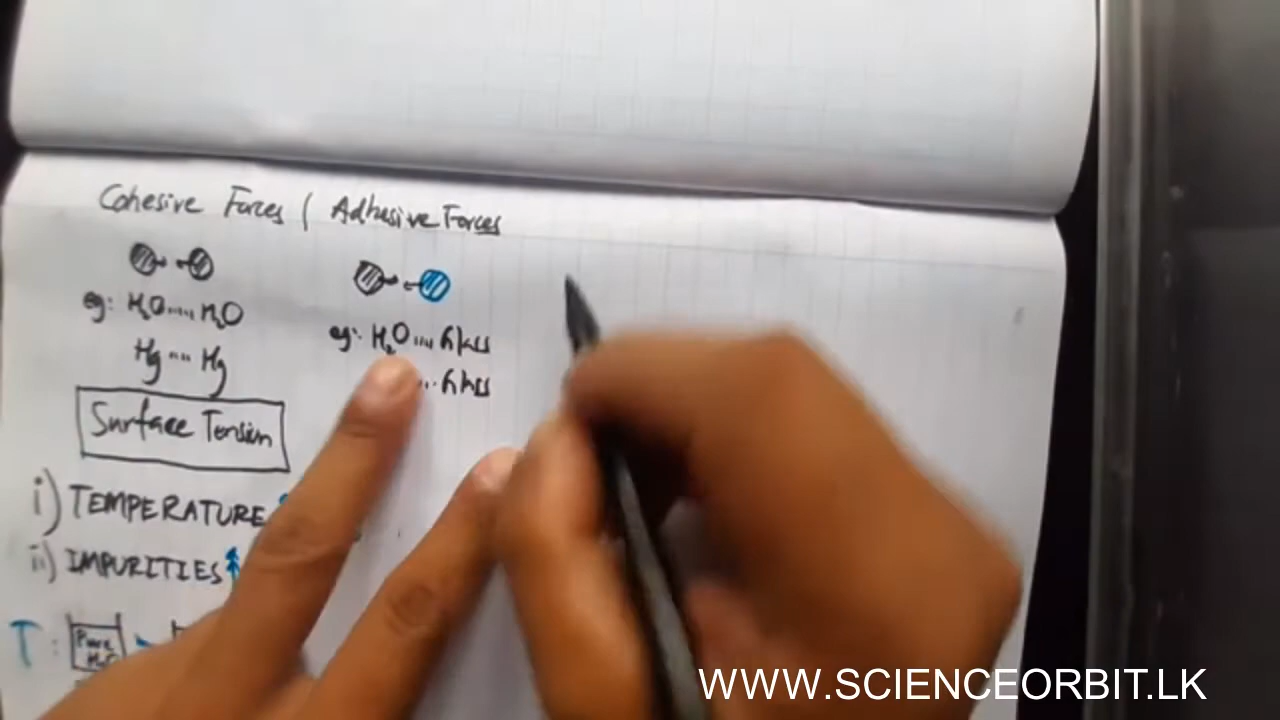 Cohesive Forces / Adhesive Forces
eg: H2O....H2O
Hg .... Hg
eg: H2O.... Glass
... Glass
Surface Tension
i) TEMPERATURE
ii) IMPURITIES
T : Pure
H2O
WWW.SCIENCEORBIT.LK